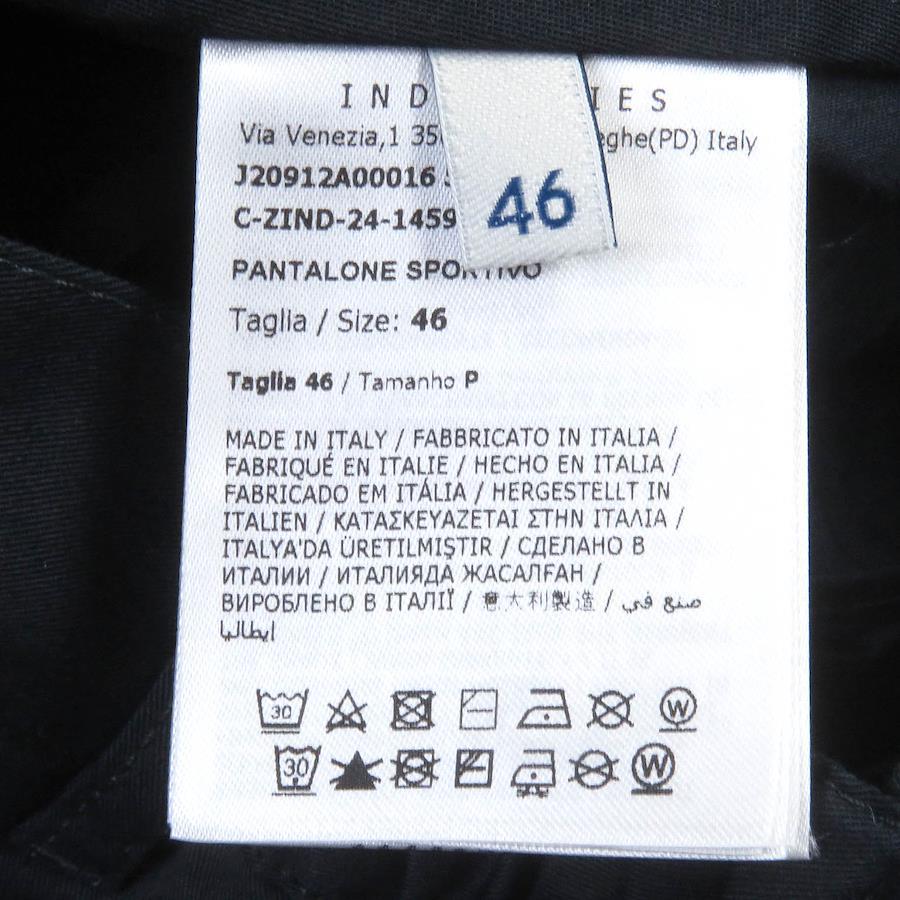 I N D I E S
Via Venezia,1 35 eghe(PD) Italy
J20912A00016
C-ZIND-24-1459
46
PANTALONE SPORTIVO
Taglia / Size: 46
Taglia 46 / Tamanho P
MADE IN ITALY / FABBRICATO IN ITALIA /
FABRIQUÉ EN ITALIE / HECHO EN ITALIA /
FABRICADO EM ITÁLIA / HERGESTELLT IN
ITALIEN / ΚΑΤΑΣΚΕΥΑΖΕΤΑΙ ΣΤΗΝ ΙΤΑΛΙΑ /
ITALYA'DA ÜRETILMIŞTIR / СДЕЛАНО В
ИТАЛИИ / ИТАЛИЯДА ЖАСАЛҒАН /
ВИРОБЛЕНО В ІТАЛІЇ / 意大利製造 / صنع في
ايطاليا
30 W
30 W